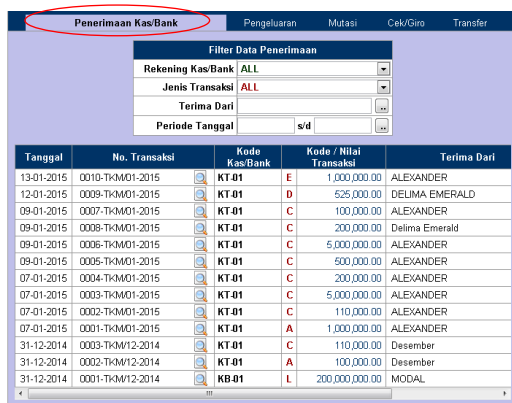 Penerimaan Kas/Bank Pengeluaran Mutasi Cek/Giro Transfer
Filter Data Penerimaan
Rekening Kas/Bank ALL
Jenis Transaksi ALL
Terima Dari ..
Periode Tanggal s/d ..
Tanggal No. Transaksi Kode Kas/Bank Kode / Nilai Transaksi Terima Dari
13-01-2015 0010-TKM/01-2015 KT-01 E 1,000,000.00 ALEXANDER
12-01-2015 0009-TKM/01-2015 KT-01 D 525,000.00 DELIMA EMERALD
09-01-2015 0007-TKM/01-2015 KT-01 C 100,000.00 ALEXANDER
09-01-2015 0008-TKM/01-2015 KT-01 C 200,000.00 Delima Emerald
09-01-2015 0006-TKM/01-2015 KT-01 C 5,000,000.00 ALEXANDER
09-01-2015 0005-TKM/01-2015 KT-01 C 500,000.00 ALEXANDER
07-01-2015 0004-TKM/01-2015 KT-01 C 200,000.00 ALEXANDER
07-01-2015 0003-TKM/01-2015 KT-01 C 5,000,000.00 ALEXANDER
07-01-2015 0002-TKM/01-2015 KT-01 C 110,000.00 ALEXANDER
07-01-2015 0001-TKM/01-2015 KT-01 A 1,000,000.00 ALEXANDER
31-12-2014 0003-TKM/12-2014 KT-01 C 110,000.00 Desember
31-12-2014 0002-TKM/12-2014 KT-01 A 100,000.00 Desember
31-12-2014 0001-TKM/12-2014 KB-01 L 200,000,000.00 MODAL